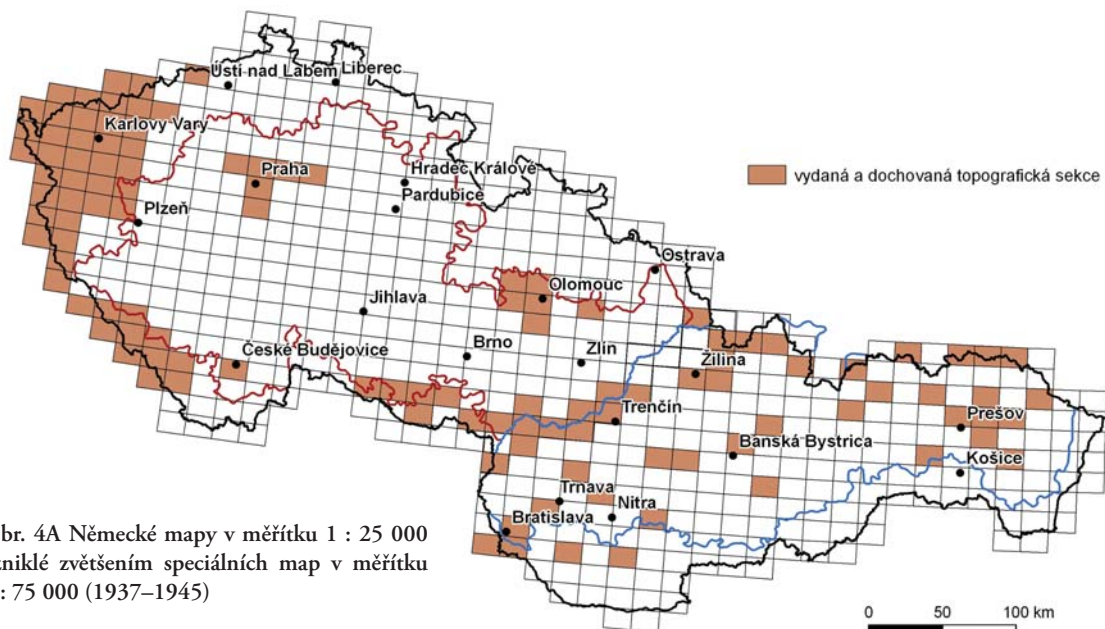 Ústí nad Labem
Liberec
Karlovy Vary
Praha
Hradec Králové
Pardubice
Plzeň
vydaná a dochovaná topografická sekce
Ostrava
Olomouc
Jihlava
Brno
Zlín
České Budějovice
Žilina
Trenčín
Prešov
Banská Bystrica
Košice
Trnava
Nitra
Bratislava
br. 4A Německé mapy v měřítku 1 : 25 000
zniklé zvětšením speciálních map v měřítku
: 75 000 (1937–1945)
0 50 100 km